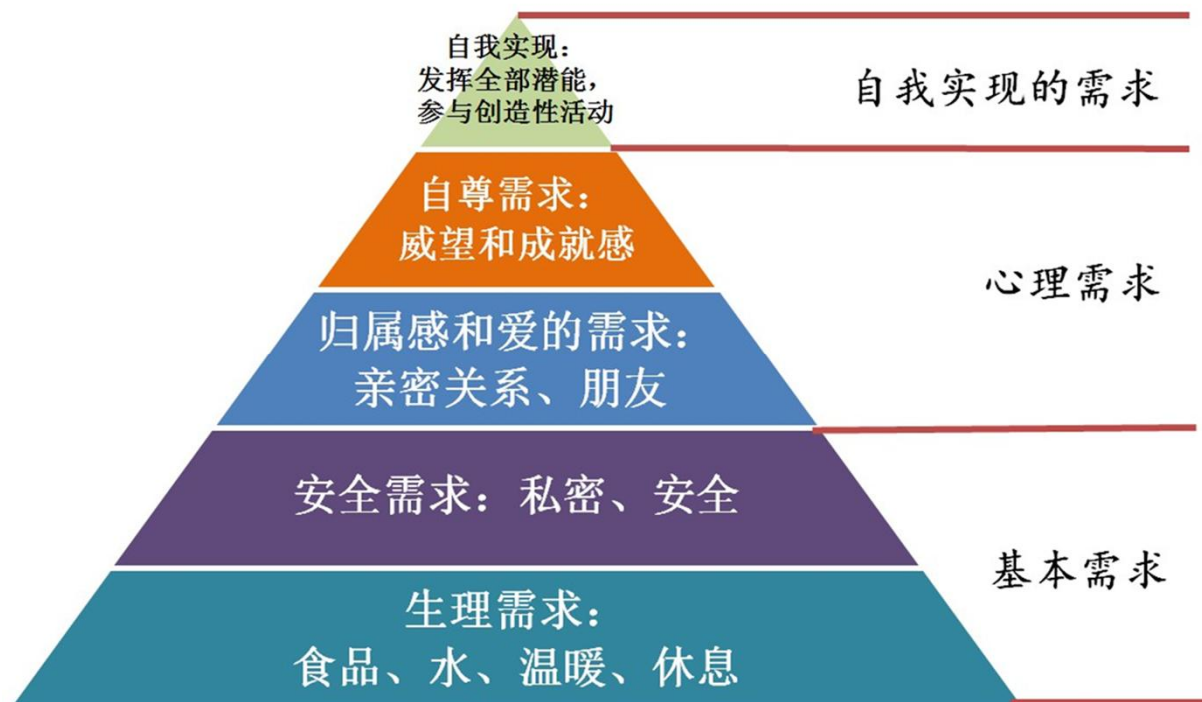 自我实现：
发挥全部潜能，
参与创造性活动
自我实现的需求
自尊需求：
威望和成就感
心理需求
归属感和爱的需求：
亲密关系、朋友
安全需求：私密、安全
基本需求
生理需求：
食品、水、温暖、休息